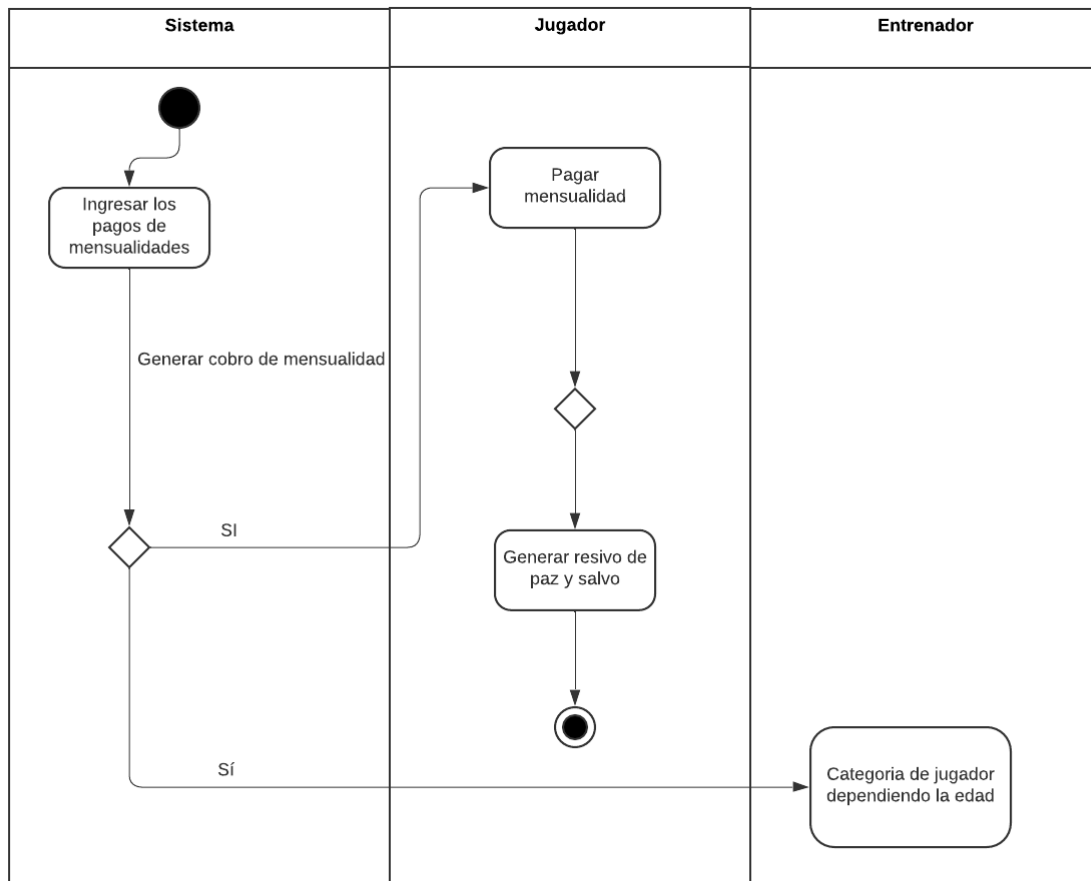 Sistema
Jugador
Entrenador
Ingresar los
pagos de
mensualidades
Pagar
mensualidad
Generar cobro de mensualidad
SI
Generar resivo de
paz y salvo
Sí
Categoria de jugador
dependiendo la edad